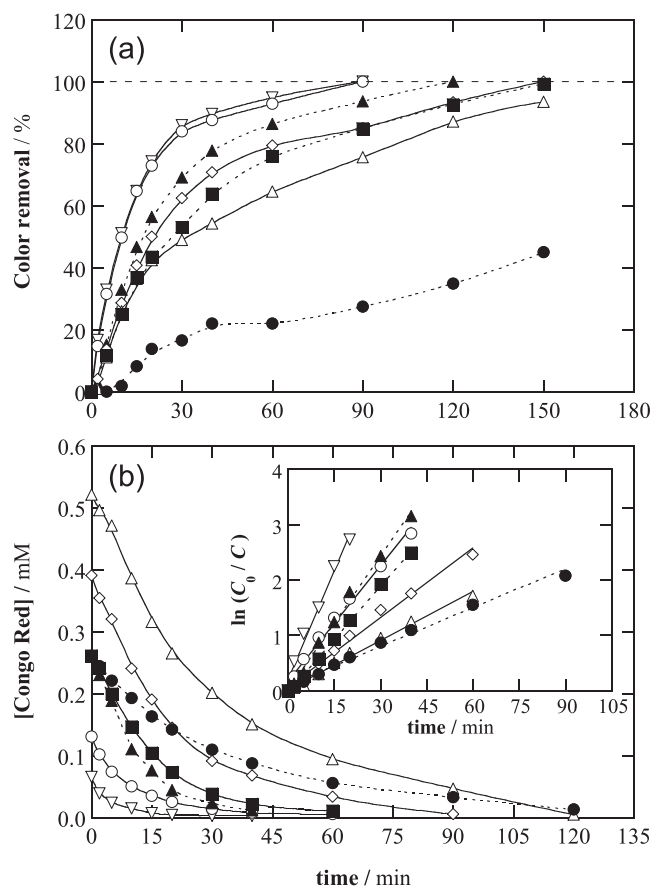 120
(a)
100
80
60
40
20
0
Color removal / %
0 30 60 90 120 150 180
0.6
(b)
0.5
0.4
0.3
0.2
0.1
0.0
[Congo Red] / mM
4
3
2
1
0
ln (C0 / C)
0 15 30 45 60 75 90 105
time / min
0 15 30 45 60 75 90 105 120 135
time / min